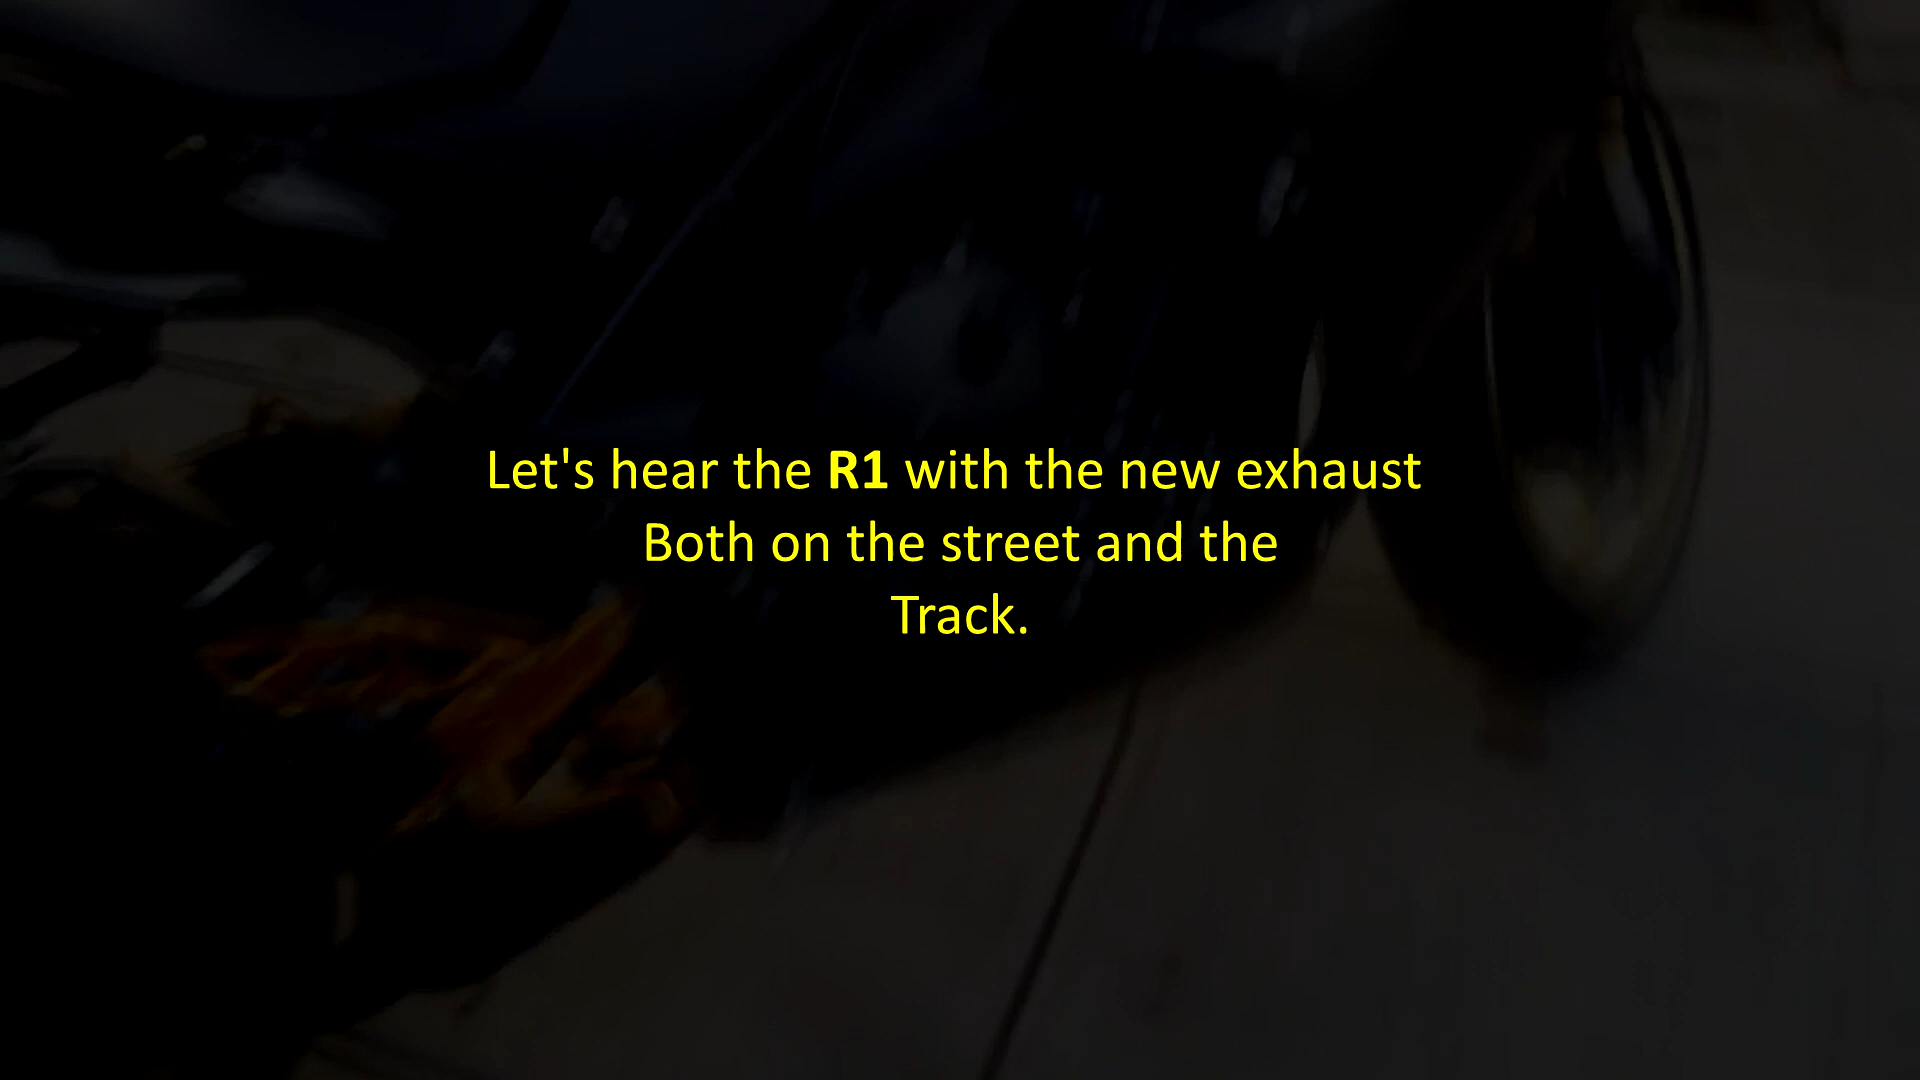 Let's hear the R1 with the new exhaust
Both on the street and the
Track.